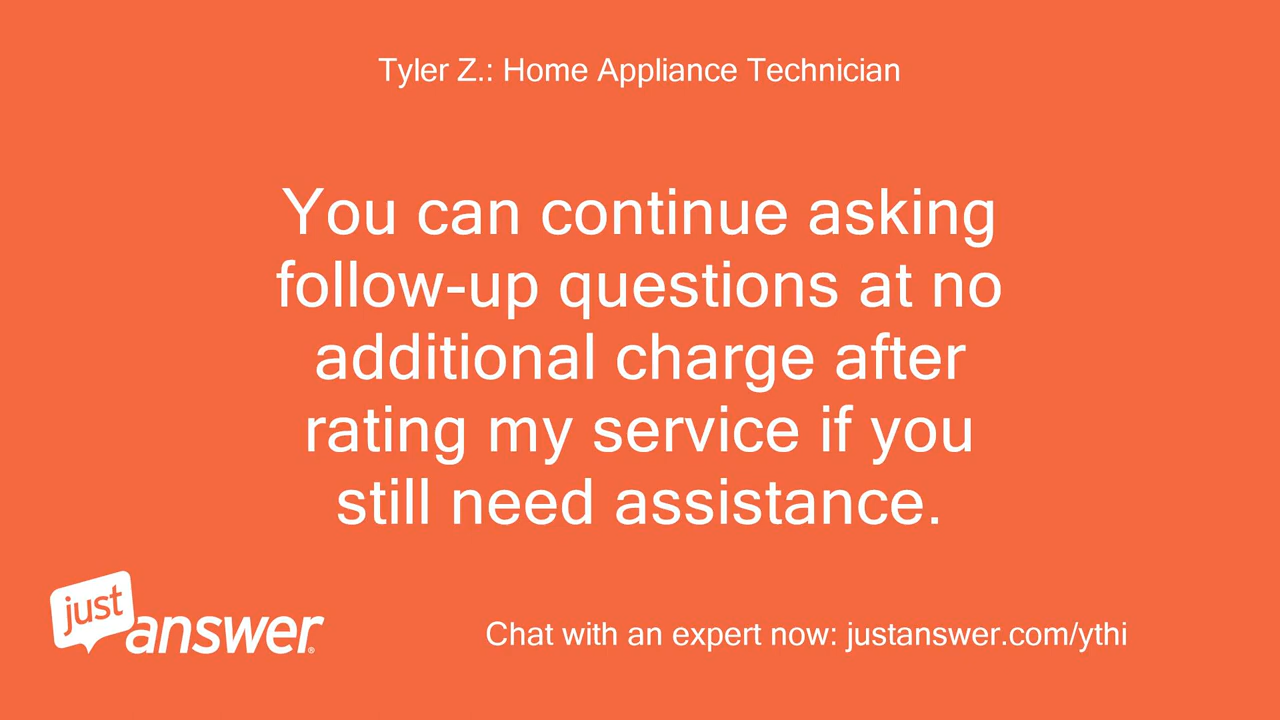 Tyler Z.: Home Appliance Technician
You can continue asking
follow-up questions at no
additional charge after
rating my service if you
still need assistance.
just
answer®
Chat with an expert now: justanswer.com/ythi